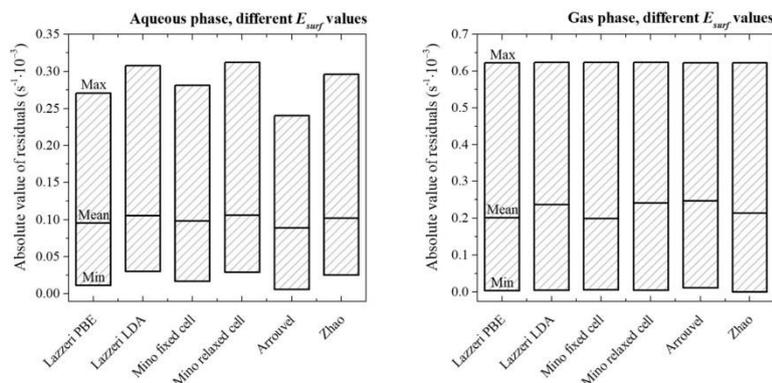 Aqueous phase, different E_surf values
Absolute value of residuals (s⁻¹·10⁻³)
0.35
0.30
0.25
0.20
0.15
0.10
0.05
0.00
Max
Mean
Min
Lazzeri PBE
Lazzeri LDA
Mino fixed cell
Mino relaxed cell
Arrouvel
Zhao
Gas phase, different E_surf values
Absolute value of residuals (s⁻¹·10⁻³)
0.7
0.6
0.5
0.4
0.3
0.2
0.1
0.0
Max
Mean
Min
Lazzeri PBE
Lazzeri LDA
Mino fixed cell
Mino relaxed cell
Arrouvel
Zhao